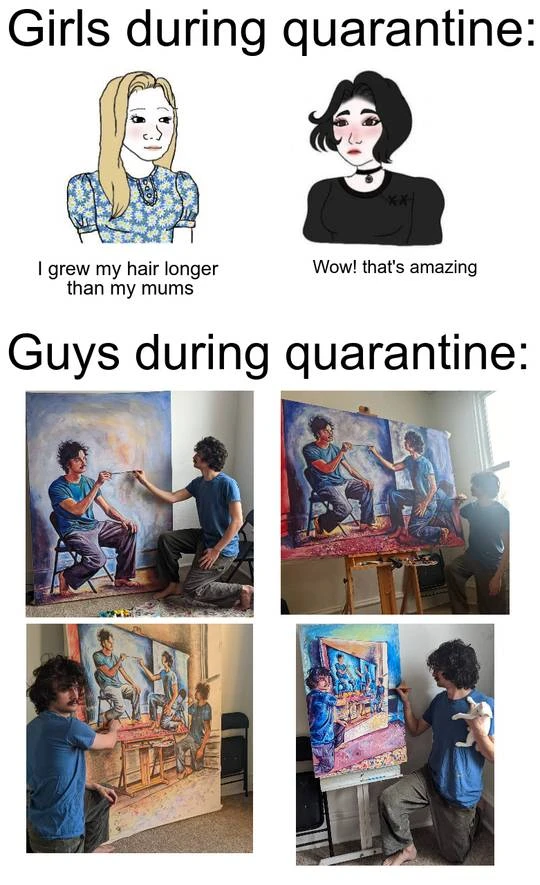 Girls during quarantine:
I grew my hair longer
than my mums
Wow! that's amazing
Guys during quarantine: